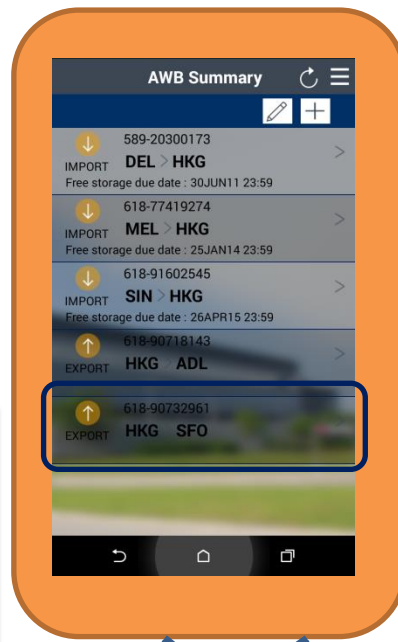 AWB Summary
589-20300173
IMPORT DEL > HKG >
Free storage due date : 30JUN11 23:59
618-77419274
IMPORT MEL > HKG >
Free storage due date : 25JAN14 23:59
618-91602545
IMPORT SIN > HKG >
Free storage due date : 26APR15 23:59
618-90718143
EXPORT HKG ADL >
618-90732961
EXPORT HKG SFO